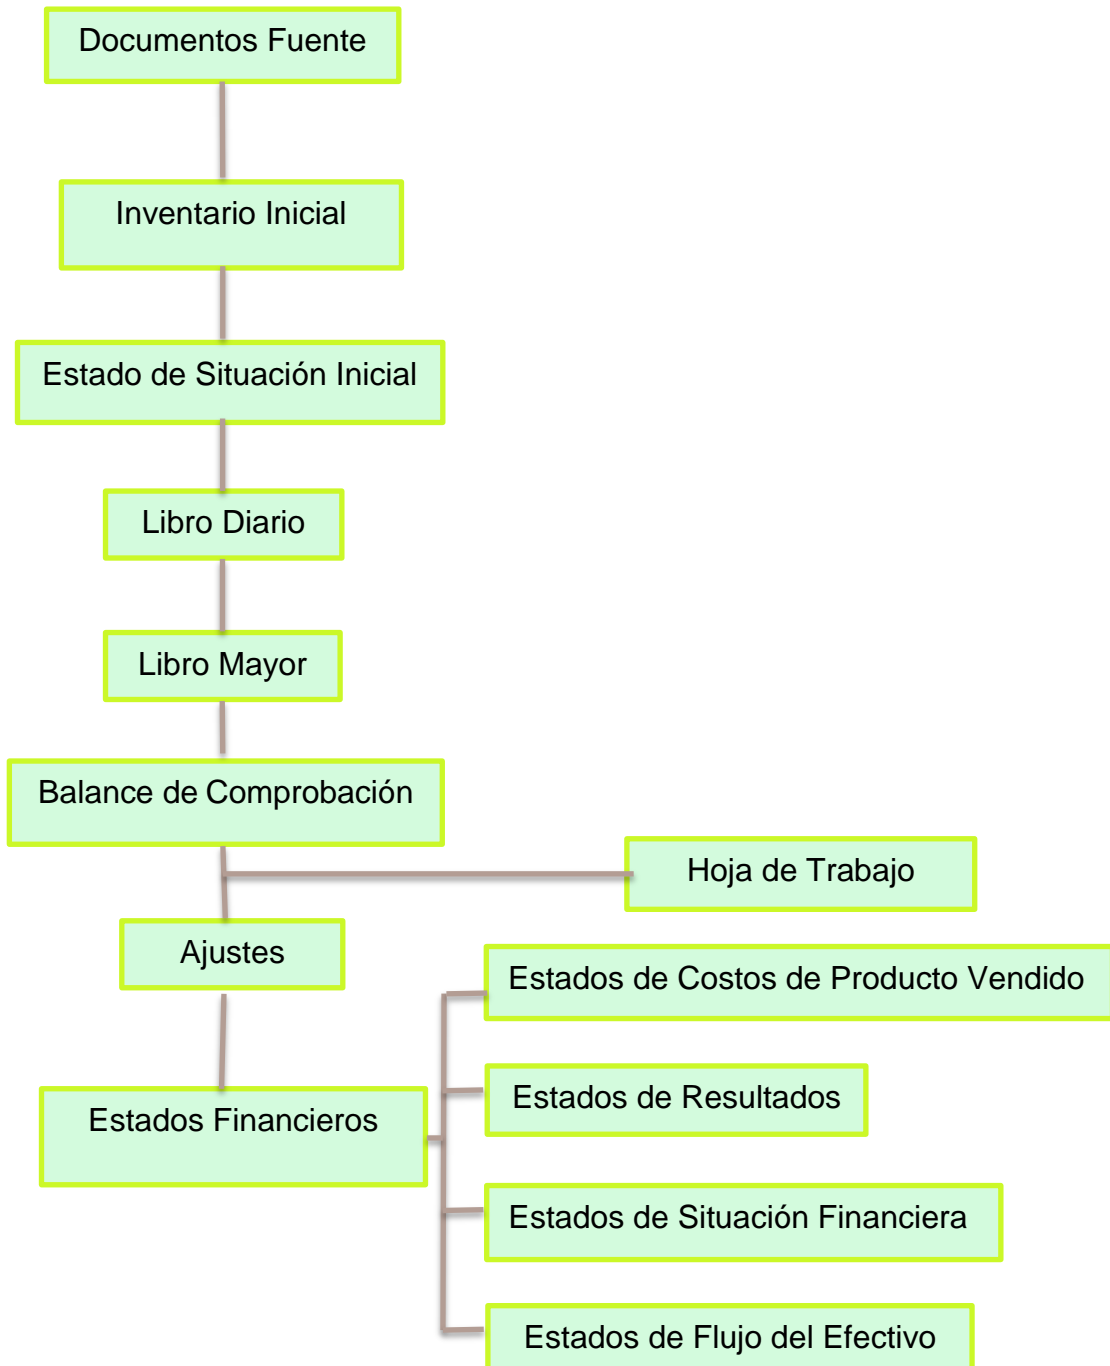 Documentos Fuente
Inventario Inicial
Estado de Situación Inicial
Libro Diario
Libro Mayor
Balance de Comprobación
Hoja de Trabajo
Ajustes
Estados de Costos de Producto Vendido
Estados de Resultados
Estados Financieros
Estados de Situación Financiera
Estados de Flujo del Efectivo